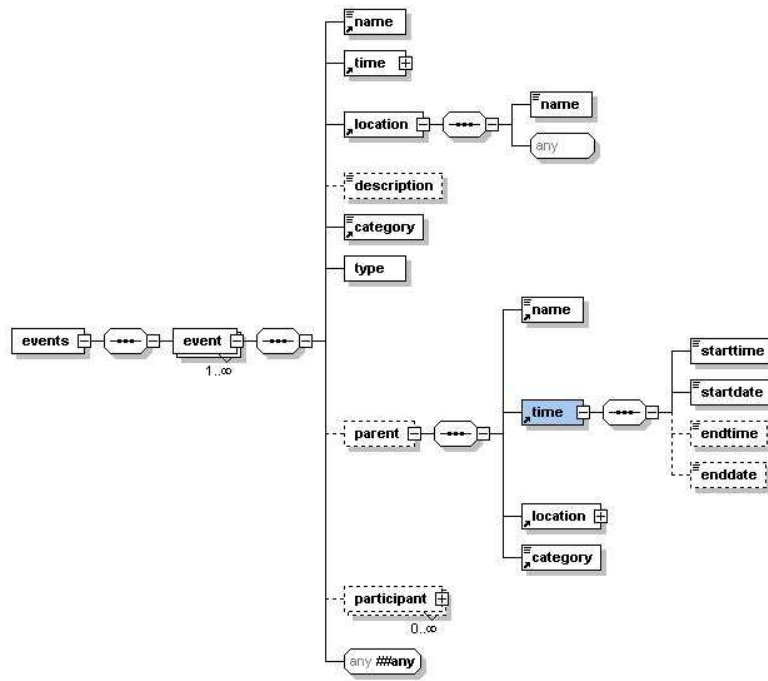 name
time
location
name
any
description
category
type
events
event
1..∞
name
starttime
startdate
time
endtime
parent
enddate
location
category
participant
0..∞
any ##any